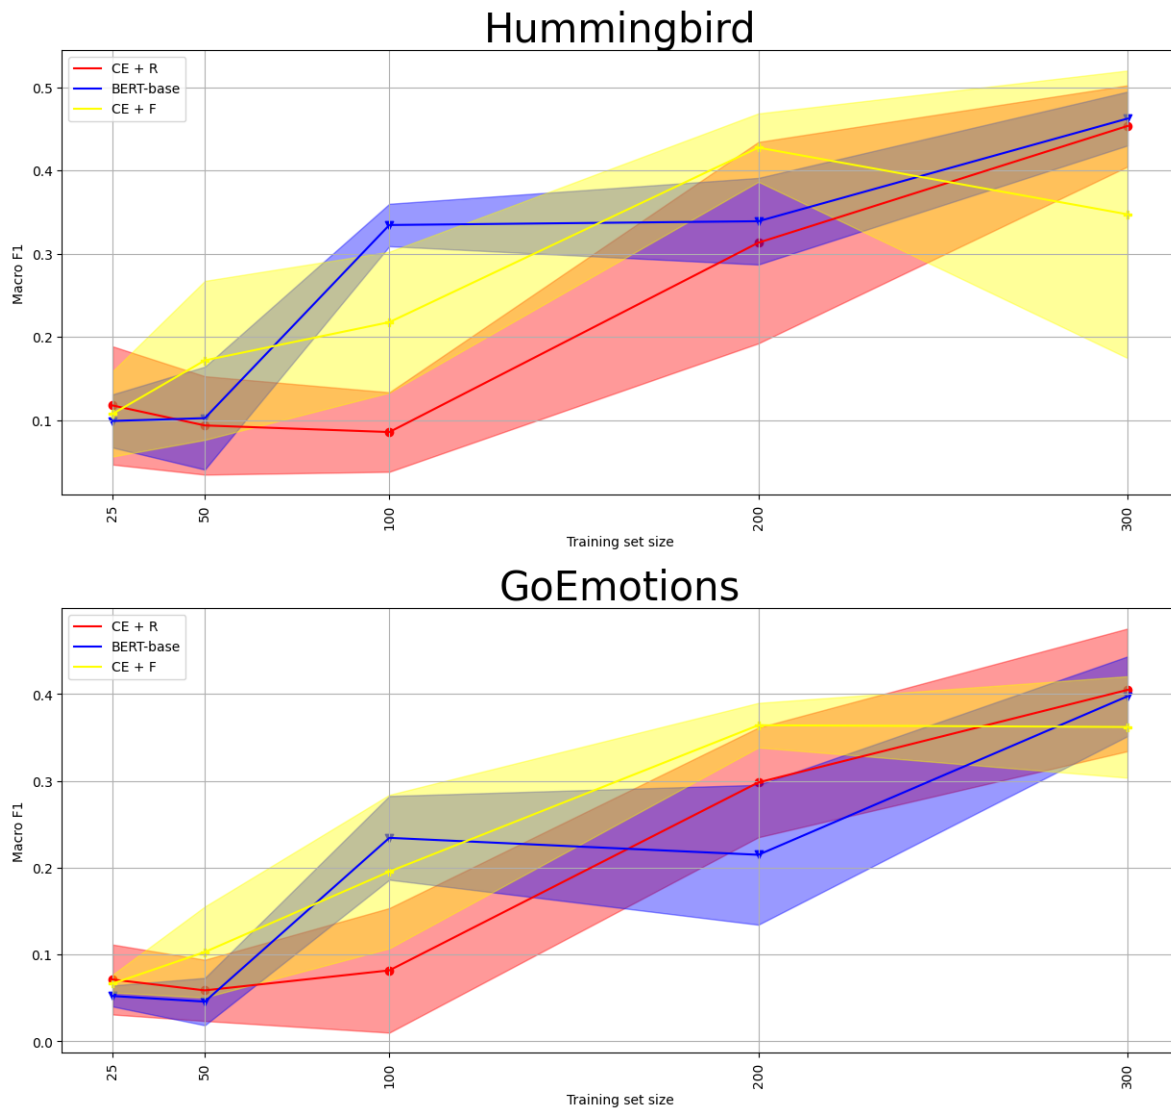 Hummingbird
CE + R
BERT-base
CE + F
0.5
0.4
0.3
0.2
0.1
Macro F1
25
50
100
200
300
Training set size
GoEmotions
CE + R
BERT-base
CE + F
0.4
0.3
0.2
0.1
0.0
Macro F1
25
50
100
200
300
Training set size